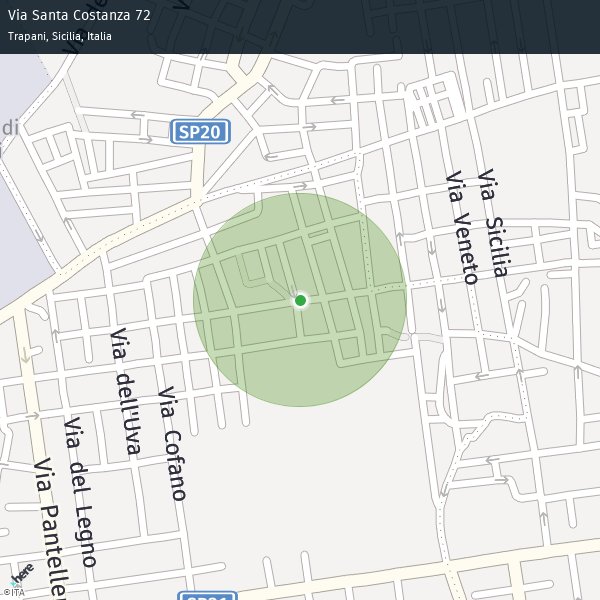 Via Santa Costanza 72
Trapani, Sicilia, Italia
di
SP20
Via Veneto
Via Sicilia
Via dell'Uva
Via Cofano
Via del Legno
Via Panteller
here
©ITA